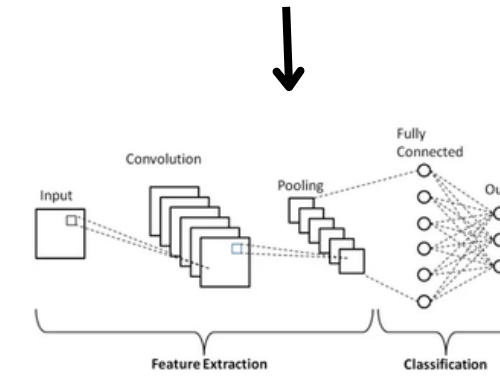 Input
Convolution
Pooling
Fully
Connected
Feature Extraction
Classification